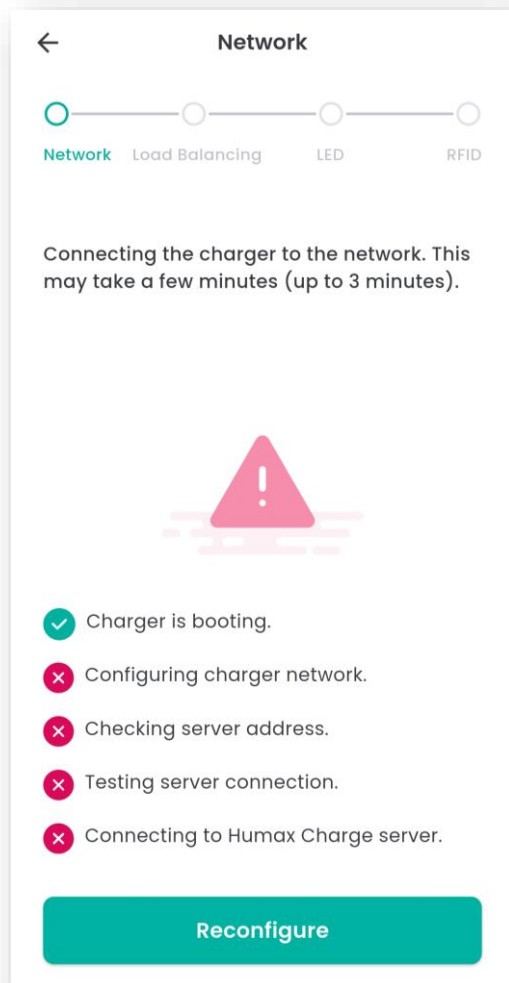 Network
Network Load Balancing LED RFID
Connecting the charger to the network. This
may take a few minutes (up to 3 minutes).
Charger is booting.
Configuring charger network.
Checking server address.
Testing server connection.
Connecting to Humax Charge server.
Reconfigure